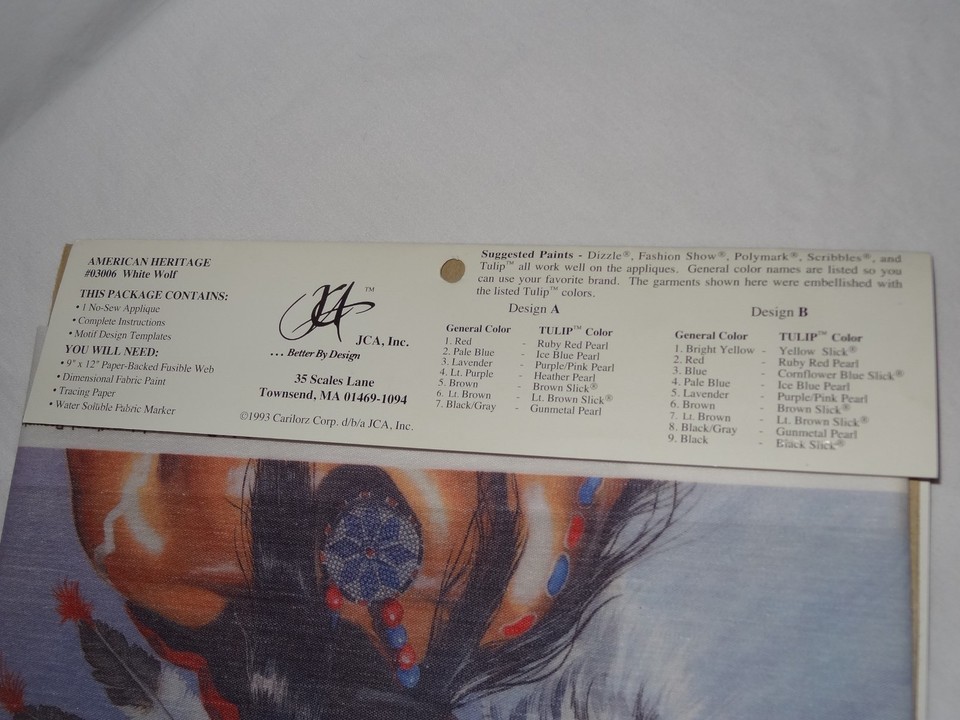 AMERICAN HERITAGE
#03006 White Wolf
THIS PACKAGE CONTAINS:
• 1 No-Sew Applique
• Complete Instructions
• Motif Design Templates
YOU WILL NEED:
• 9" x 12" Paper-Backed Fusible Web
• Dimensional Fabric Paint
• Tracing Paper
• Water Soluble Fabric Marker
JCA™
JCA, Inc.
. . . Better By Design
35 Scales Lane
Townsend, MA 01469-1094
©1993 Carilorz Corp. d/b/a JCA, Inc.
Suggested Paints - Dizzle®, Fashion Show®, Polymark®, Scribbles®, and
Tulip™ all work well on the appliques. General color names are listed so you
can use your favorite brand. The garments shown here were embellished with
the listed Tulip™ colors.
Design A
General Color TULIP™ Color
1. Red - Ruby Red Pearl
2. Pale Blue - Ice Blue Pearl
3. Lavender - Purple/Pink Pearl
4. Lt. Purple - Heather Pearl
5. Brown - Brown Slick®
6. Lt. Brown - Lt. Brown Slick®
7. Black/Gray - Gunmetal Pearl
Design B
General Color TULIP™ Color
1. Bright Yellow - Yellow Slick®
2. Red - Ruby Red Pearl
3. Blue - Cornflower Blue Slick®
4. Pale Blue - Ice Blue Pearl
5. Lavender - Purple/Pink Pearl
6. Brown - Brown Slick®
7. Lt. Brown - Lt. Brown Slick®
8. Black/Gray - Gunmetal Pearl
9. Black - Black Slick®